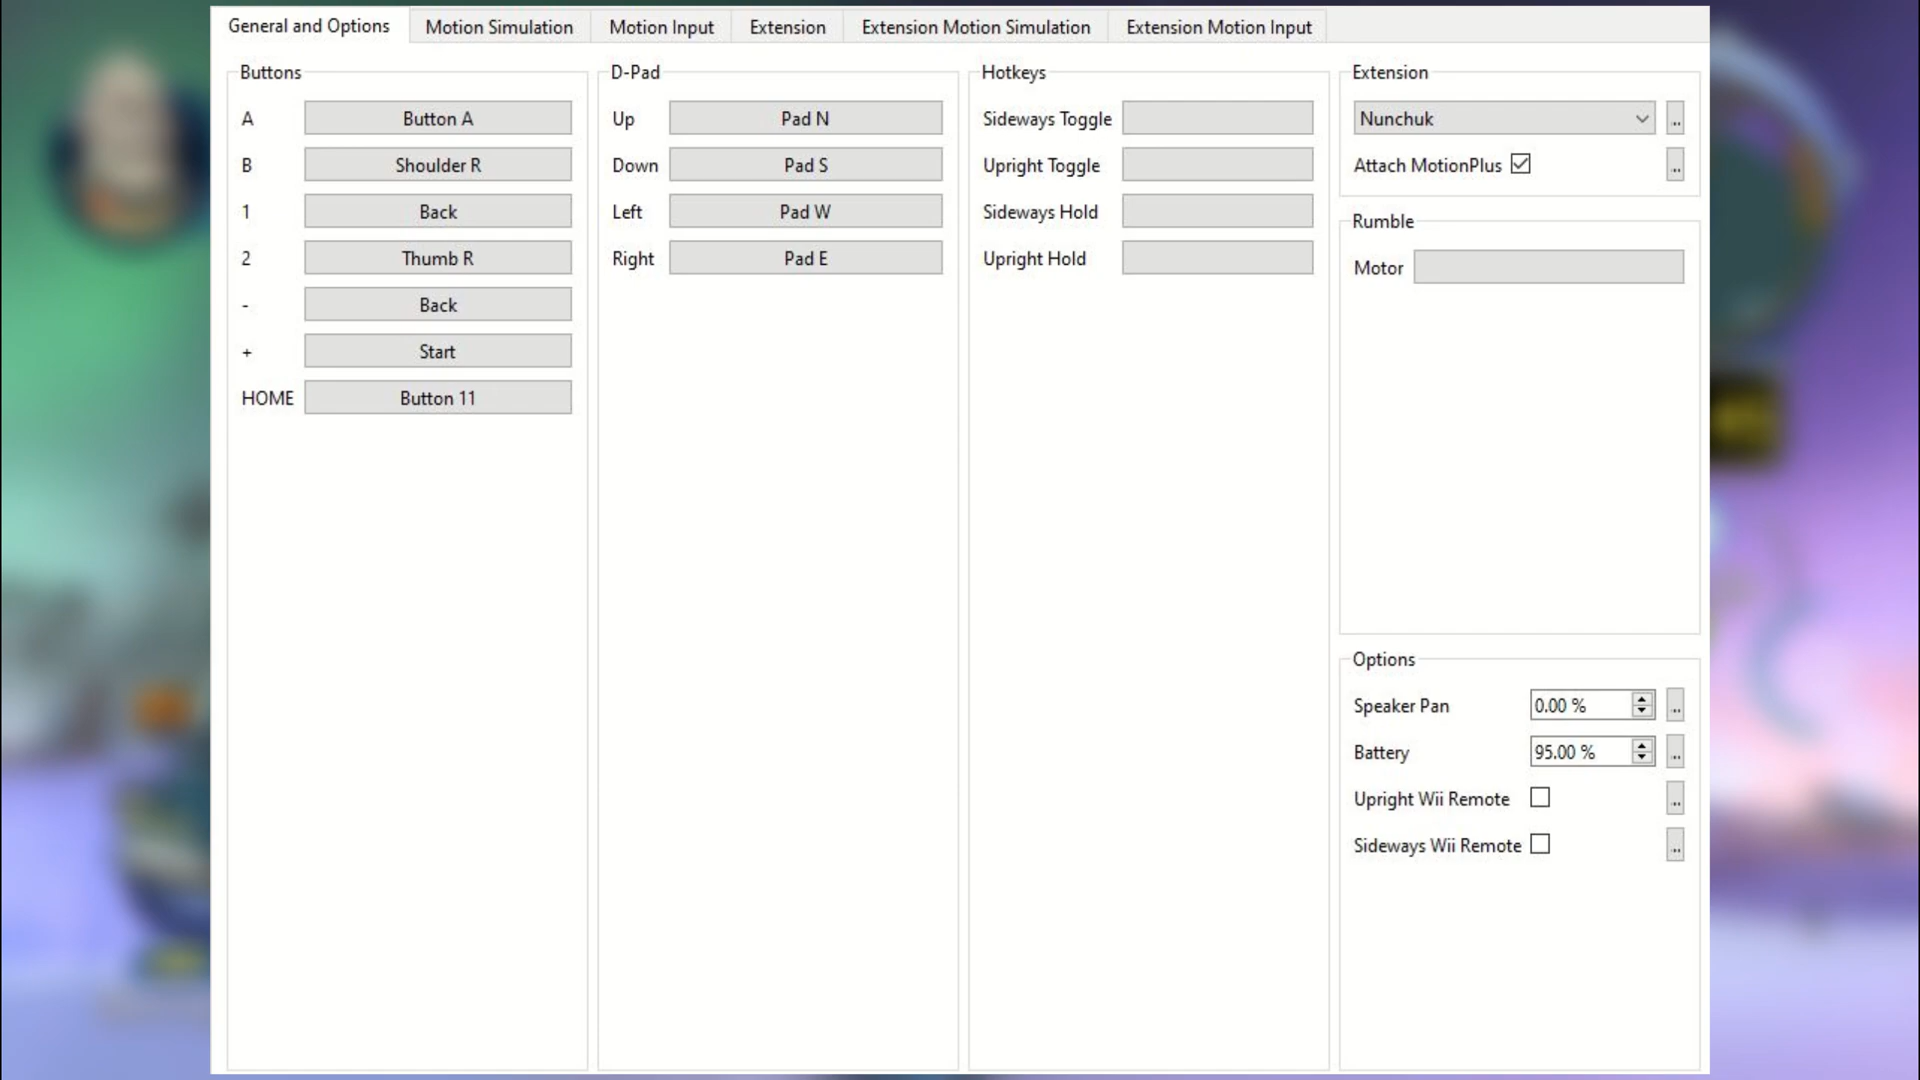 General and Options
Motion Simulation
Motion Input
Extension
Extension Motion Simulation
Extension Motion Input
Buttons
A
Button A
B
Shoulder R
1
Back
2
Thumb R
-
Back
+
Start
HOME
Button 11
D-Pad
Up
Pad N
Down
Pad S
Left
Pad W
Right
Pad E
Hotkeys
Sideways Toggle
Upright Toggle
Sideways Hold
Upright Hold
Extension
Nunchuk
..
Attach MotionPlus
..
Rumble
Motor
Options
Speaker Pan
0.00 %
..
Battery
95.00 %
..
Upright Wii Remote
..
Sideways Wii Remote
..